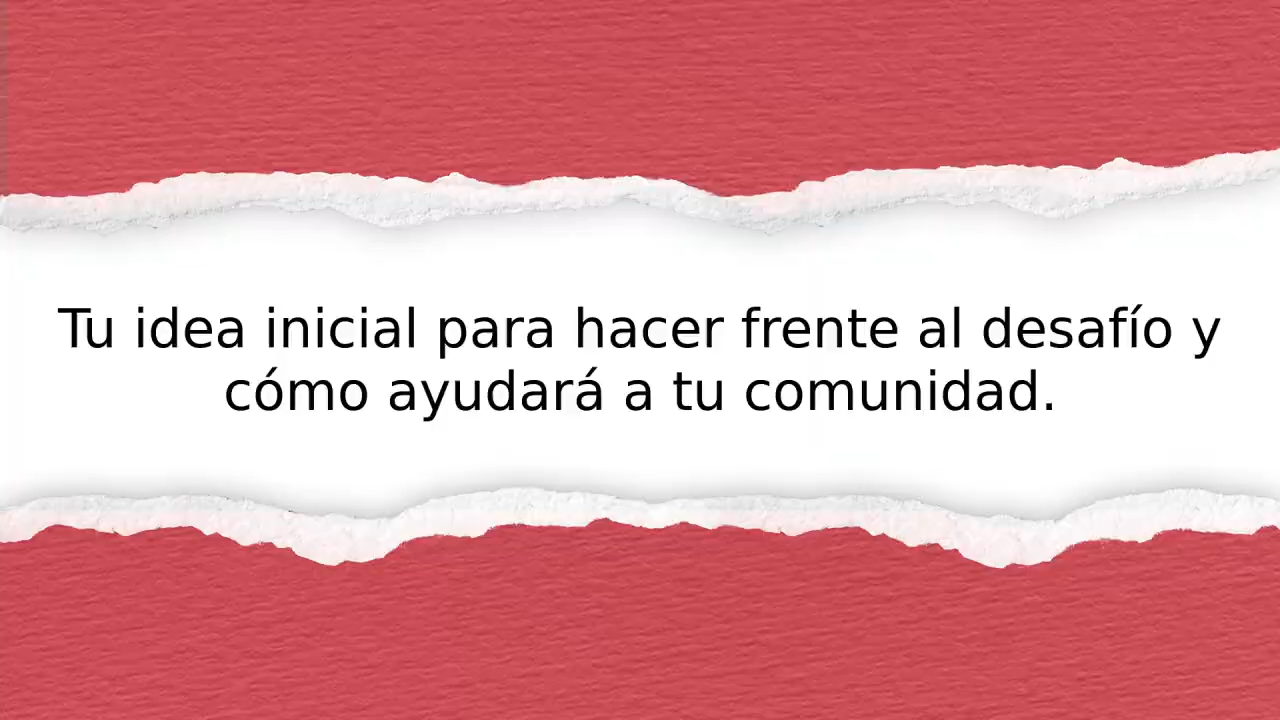 Tu idea inicial para hacer frente al desafío y
cómo ayudará a tu comunidad.